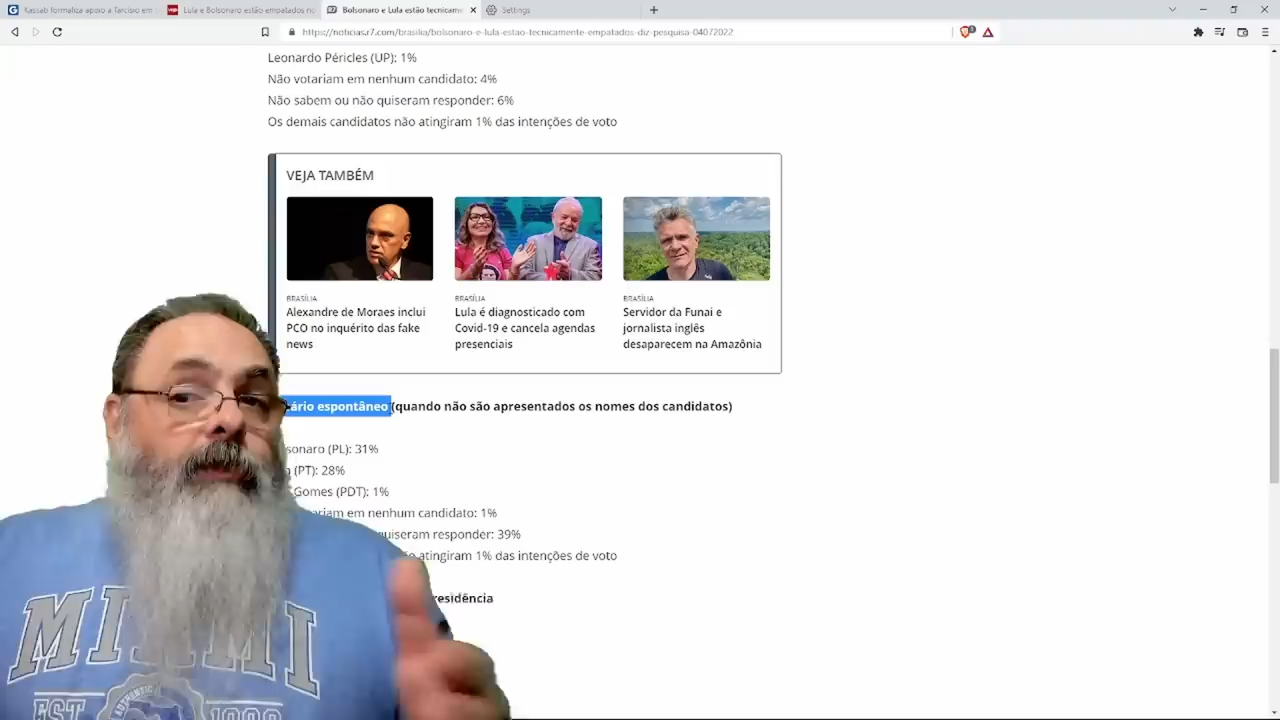 Kassab formaliza apoio a Tarcísio em
Lula e Bolsonaro estão empatados no
Bolsonaro e Lula estão tecnicame
Settings
https://noticias.r7.com/brasilia/bolsonaro-e-lula-estao-tecnicamente-empatados-diz-pesquisa-04072022
Leonardo Péricles (UP): 1%
Não votariam em nenhum candidato: 4%
Não sabem ou não quiseram responder: 6%
Os demais candidatos não atingiram 1% das intenções de voto
VEJA TAMBÉM
BRASÍLIA
Alexandre de Moraes inclui
PCO no inquérito das fake
news
BRASÍLIA
Lula é diagnosticado com
Covid-19 e cancela agendas
presenciais
BRASÍLIA
Servidor da Funai e
jornalista inglês
desaparecem na Amazônia
ário espontâneo (quando não são apresentados os nomes dos candidatos)
sonaro (PL): 31%
(PT): 28%
Gomes (PDT): 1%
ariam em nenhum candidato: 1%
quiseram responder: 39%
atingiram 1% das intenções de voto
residência
MIAMI
EST